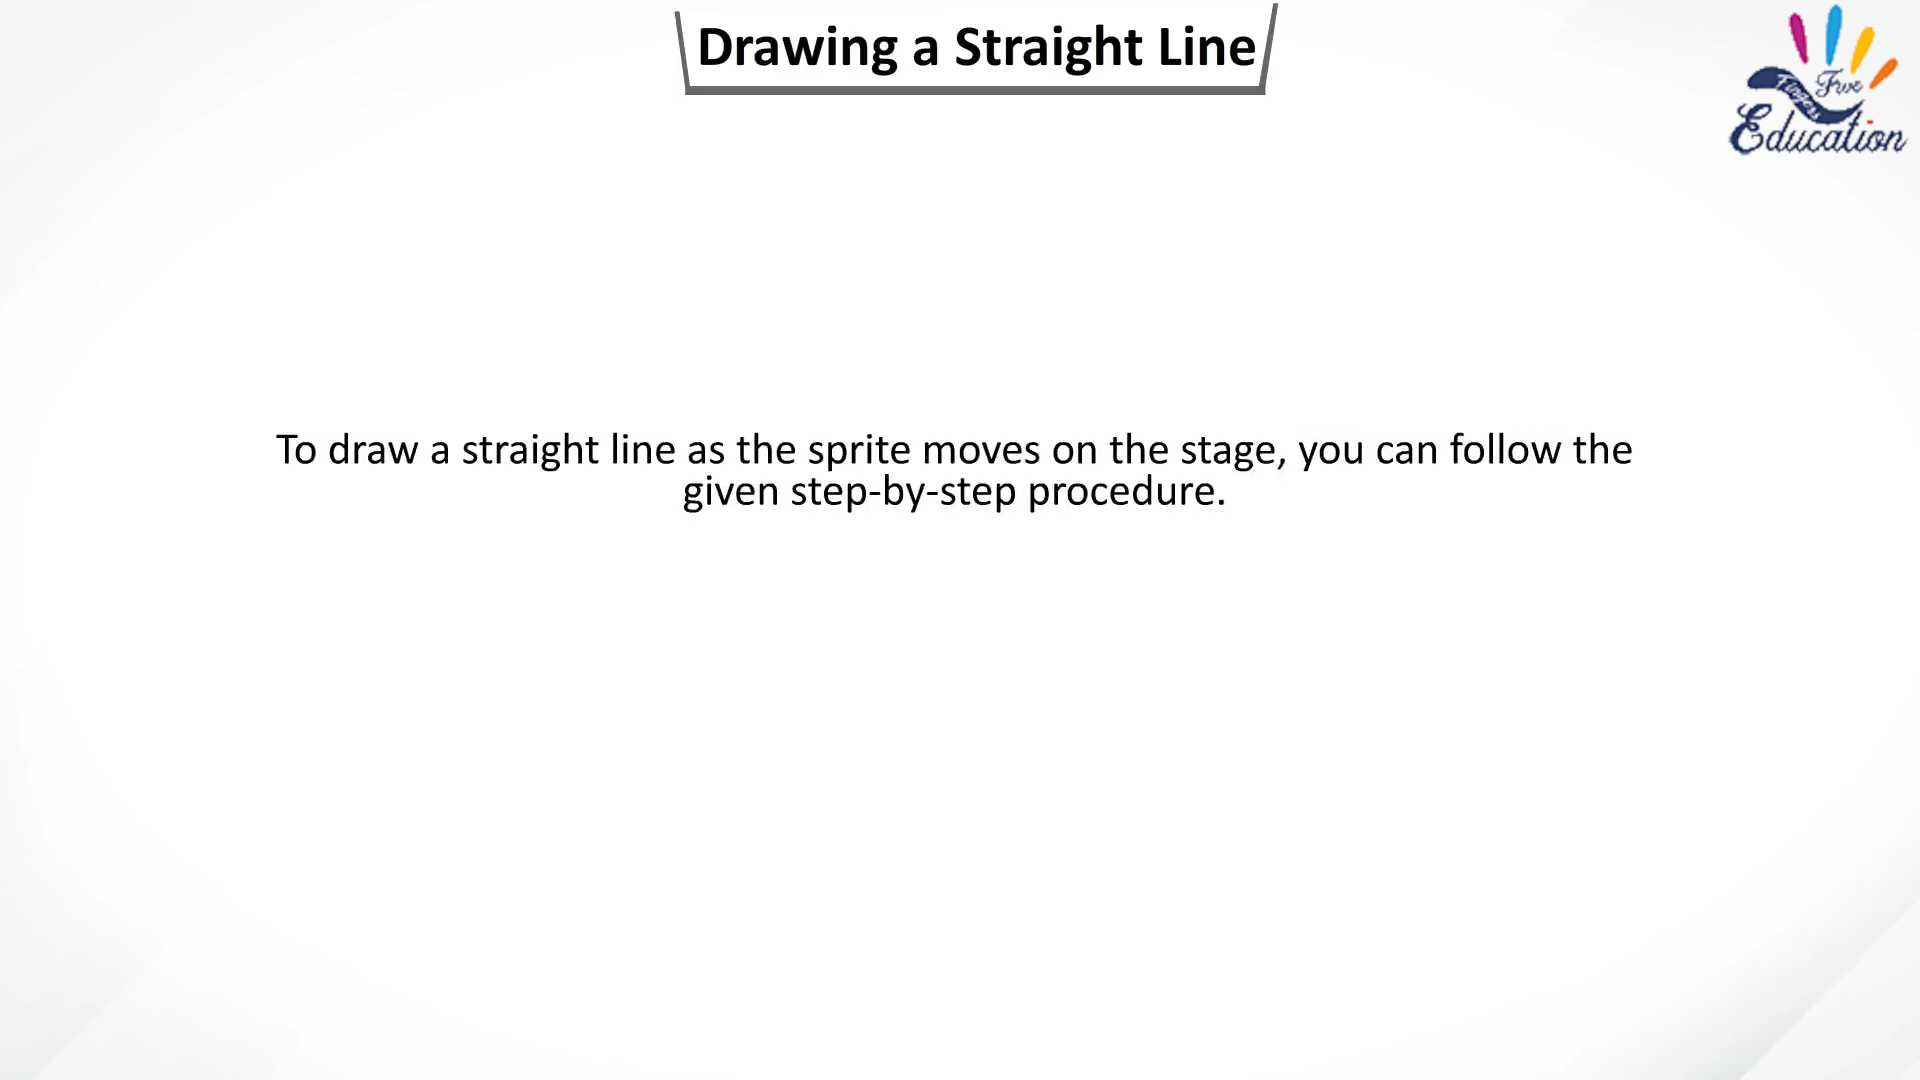 Drawing a Straight Line
Five
Fingers
Education
To draw a straight line as the sprite moves on the stage, you can follow the
given step-by-step procedure.